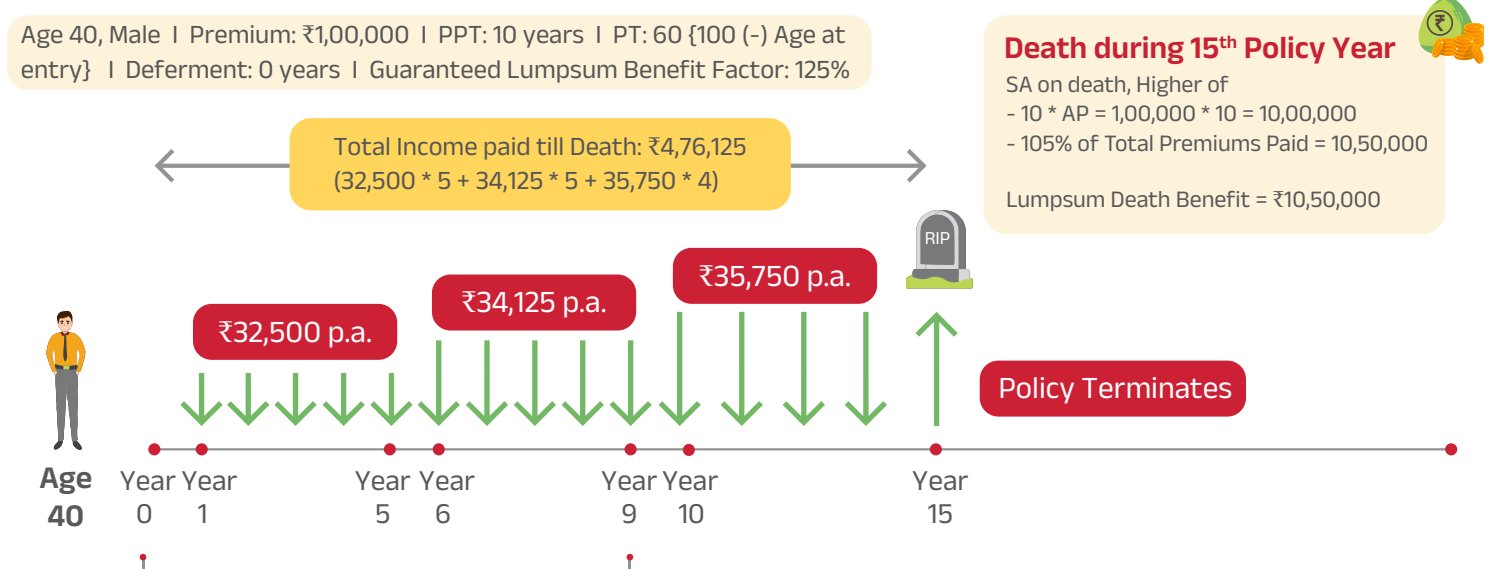 Age 40, Male I Premium: ₹1,00,000 I PPT: 10 years I PT: 60 {100 (-) Age at
entry} I Deferment: 0 years I Guaranteed Lumpsum Benefit Factor: 125%
₹
Death during 15th Policy Year
SA on death, Higher of
- 10 * AP = 1,00,000 * 10 = 10,00,000
- 105% of Total Premiums Paid = 10,50,000
Lumpsum Death Benefit = ₹10,50,000
Total Income paid till Death: ₹4,76,125
(32,500 * 5 + 34,125 * 5 + 35,750 * 4)
RIP
₹32,500 p.a.
₹34,125 p.a.
₹35,750 p.a.
Policy Terminates
Age
40
Year
0
Year
1
Year
5
Year
6
Year
9
Year
10
Year
15